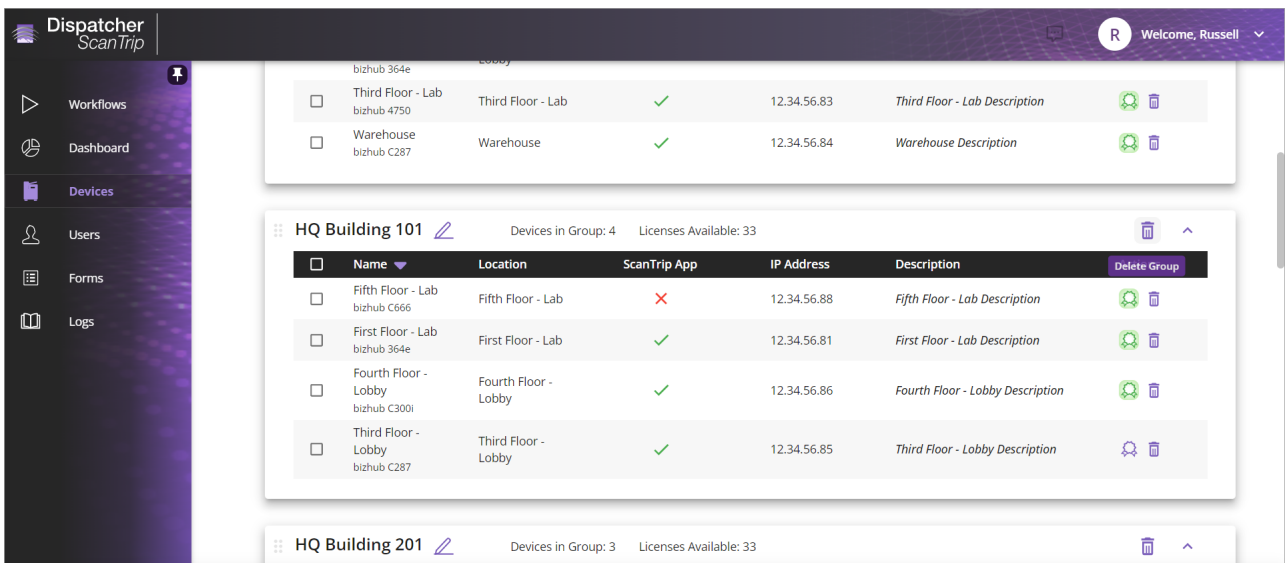 Dispatcher
ScanTrip
R Welcome, Russell
Workflows
Dashboard
Devices
Users
Forms
Logs
bizhub 364e Lobby
Third Floor - Lab
bizhub 4750
Third Floor - Lab 12.34.56.83 Third Floor - Lab Description
Warehouse
bizhub C287
Warehouse 12.34.56.84 Warehouse Description
HQ Building 101 Devices in Group: 4 Licenses Available: 33
Name Location ScanTrip App IP Address Description Delete Group
Fifth Floor - Lab
bizhub C666
Fifth Floor - Lab 12.34.56.88 Fifth Floor - Lab Description
First Floor - Lab
bizhub 364e
First Floor - Lab 12.34.56.81 First Floor - Lab Description
Fourth Floor -
Lobby
bizhub C300i
Fourth Floor -
Lobby
12.34.56.86 Fourth Floor - Lobby Description
Third Floor -
Lobby
bizhub C287
Third Floor -
Lobby
12.34.56.85 Third Floor - Lobby Description
HQ Building 201 Devices in Group: 3 Licenses Available: 33